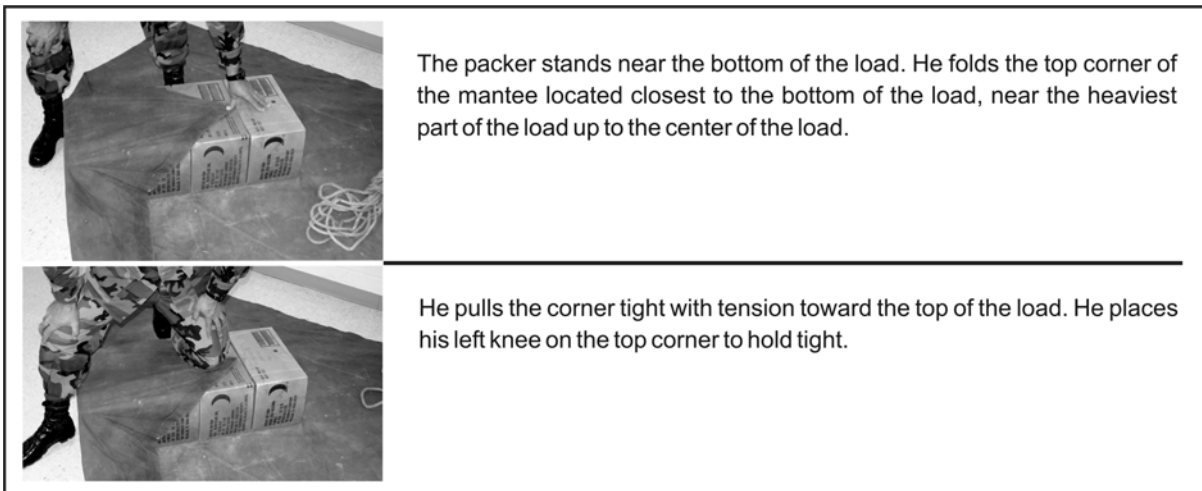 The packer stands near the bottom of the load. He folds the top corner of
the mantee located closest to the bottom of the load, near the heaviest
part of the load up to the center of the load.
He pulls the corner tight with tension toward the top of the load. He places
his left knee on the top corner to hold tight.